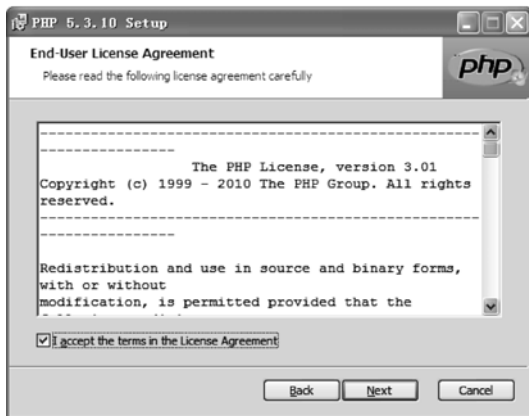 PHP 5.3.10 Setup
End-User License Agreement
Please read the following license agreement carefully
php
------------------------------------------------------
----------------
The PHP License, version 3.01
Copyright (c) 1999 - 2010 The PHP Group. All rights
reserved.
------------------------------------------------------
----------------
Redistribution and use in source and binary forms,
with or without
modification, is permitted provided that the
I accept the terms in the License Agreement
Back
Next
Cancel